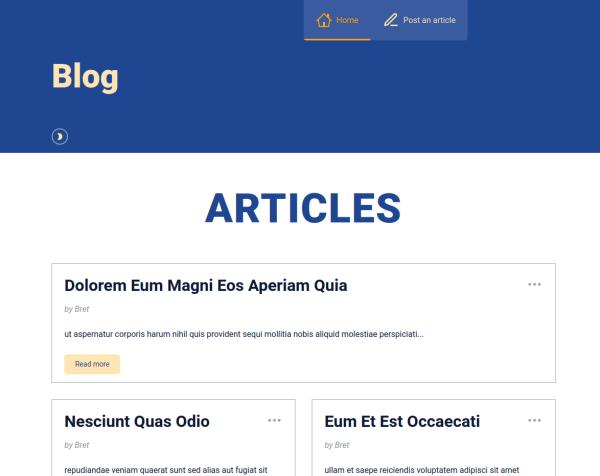 Home
Post an article
Blog
ARTICLES
Dolorem Eum Magni Eos Aperiam Quia
by Bret
ut aspernatur corporis harum nihil quis provident sequi mollitia nobis aliquid molestiae perspiciati...
Read more
Nesciunt Quas Odio
by Bret
repudiandae veniam quaerat sunt sed alias aut fugiat sit
Eum Et Est Occaecati
by Bret
ullam et saepe reiciendis voluptatem adipisci sit amet